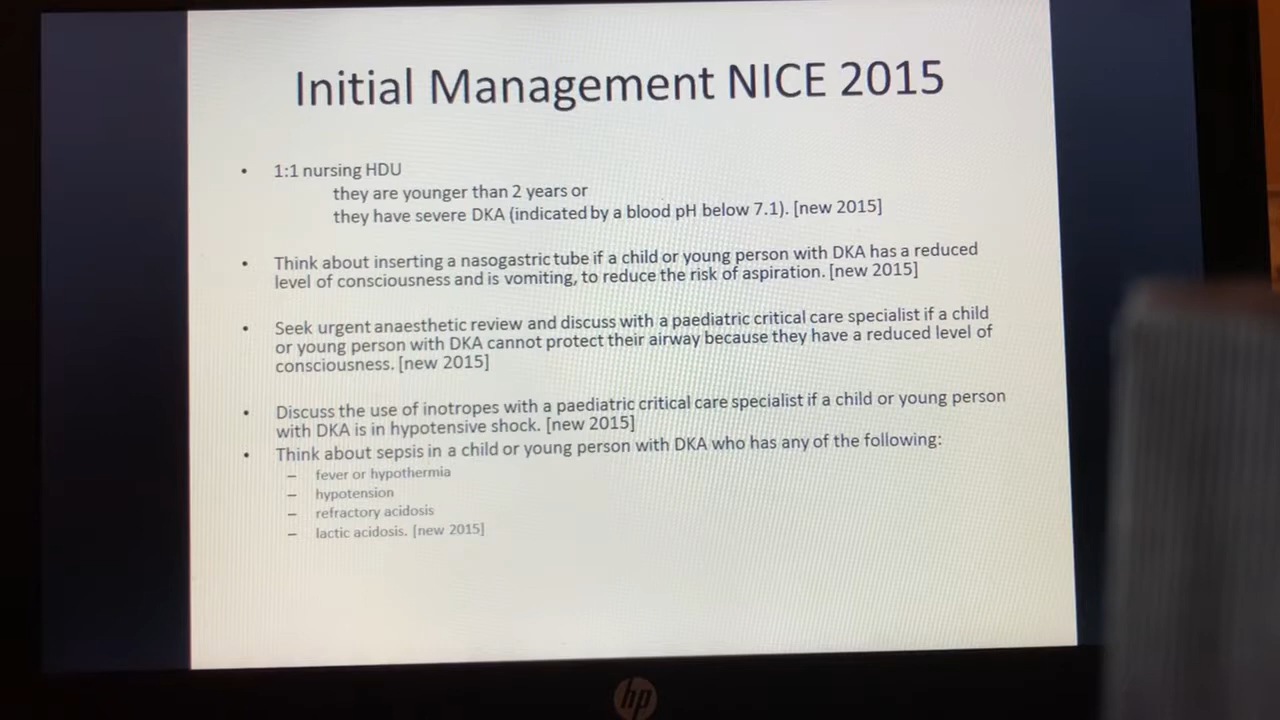 Initial Management NICE 2015
• 1:1 nursing HDU
they are younger than 2 years or
they have severe DKA (indicated by a blood pH below 7.1). [new 2015]
• Think about inserting a nasogastric tube if a child or young person with DKA has a reduced
level of consciousness and is vomiting, to reduce the risk of aspiration. [new 2015]
• Seek urgent anaesthetic review and discuss with a paediatric critical care specialist if a child
or young person with DKA cannot protect their airway because they have a reduced level of
consciousness. [new 2015]
• Discuss the use of inotropes with a paediatric critical care specialist if a child or young person
with DKA is in hypotensive shock. [new 2015]
• Think about sepsis in a child or young person with DKA who has any of the following:
– fever or hypothermia
– hypotension
– refractory acidosis
– lactic acidosis. [new 2015]
hp